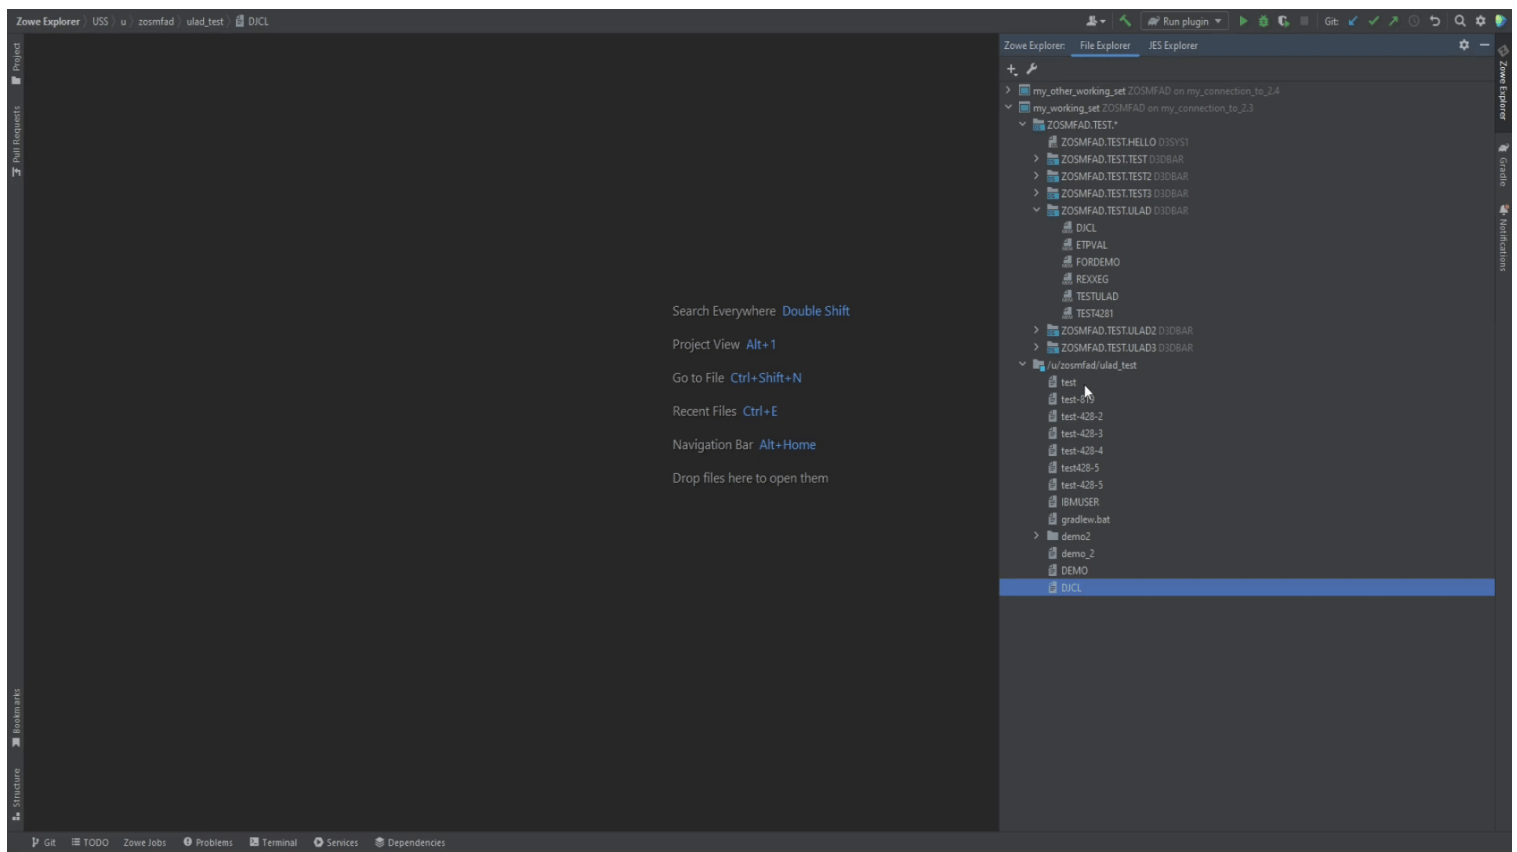 Zowe Explorer USS u zosmfad ulad_test DJCL
Run plugin
Git:
Project
Pull Requests
Bookmarks
Structure
Search Everywhere Double Shift
Project View Alt+1
Go to File Ctrl+Shift+N
Recent Files Ctrl+E
Navigation Bar Alt+Home
Drop files here to open them
Zowe Explorer: File Explorer JES Explorer
my_other_working_set ZOSMFAD on my_connection_to_2.4
my_working_set ZOSMFAD on my_connection_to_2.3
ZOSMFAD.TEST.*
ZOSMFAD.TEST.HELLO D3SYS1
ZOSMFAD.TEST.TEST D3DBAR
ZOSMFAD.TEST.TEST2 D3DBAR
ZOSMFAD.TEST.TEST3 D3DBAR
ZOSMFAD.TEST.ULAD D3DBAR
DJCL
ETPVAL
FORDEMO
REXXEG
TESTULAD
TEST4281
ZOSMFAD.TEST.ULAD2 D3DBAR
ZOSMFAD.TEST.ULAD3 D3DBAR
/u/zosmfad/ulad_test
test
test-819
test-428-2
test-428-3
test-428-4
test428-5
test-428-5
IBMUSER
gradlew.bat
demo2
demo_2
DEMO
DJCL
Zowe Explorer
Gradle
Notifications
Git TODO Zowe Jobs Problems Terminal Services Dependencies